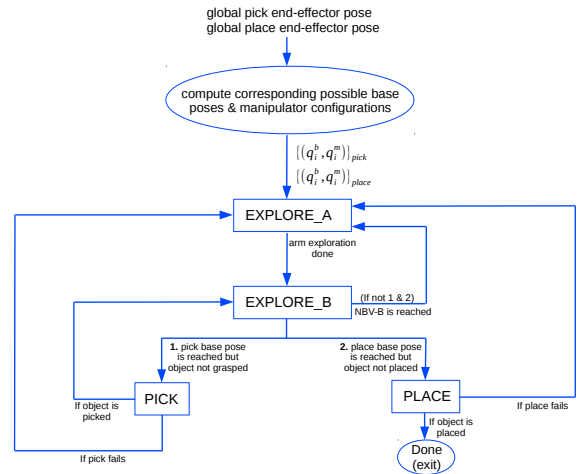 global pick end-effector pose
global place end-effector pose
compute corresponding possible base
poses & manipulator configurations
{(q_i^b, q_i^m)}_pick
{(q_i^b, q_i^m)}_place
EXPLORE_A
arm exploration
done
EXPLORE_B
(If not 1 & 2)
NBV-B is reached
1. pick base pose
is reached but
object not grasped
2. place base pose
is reached but
object not placed
PICK
PLACE
If object is
picked
If place fails
If object is
placed
If pick fails
Done
(exit)